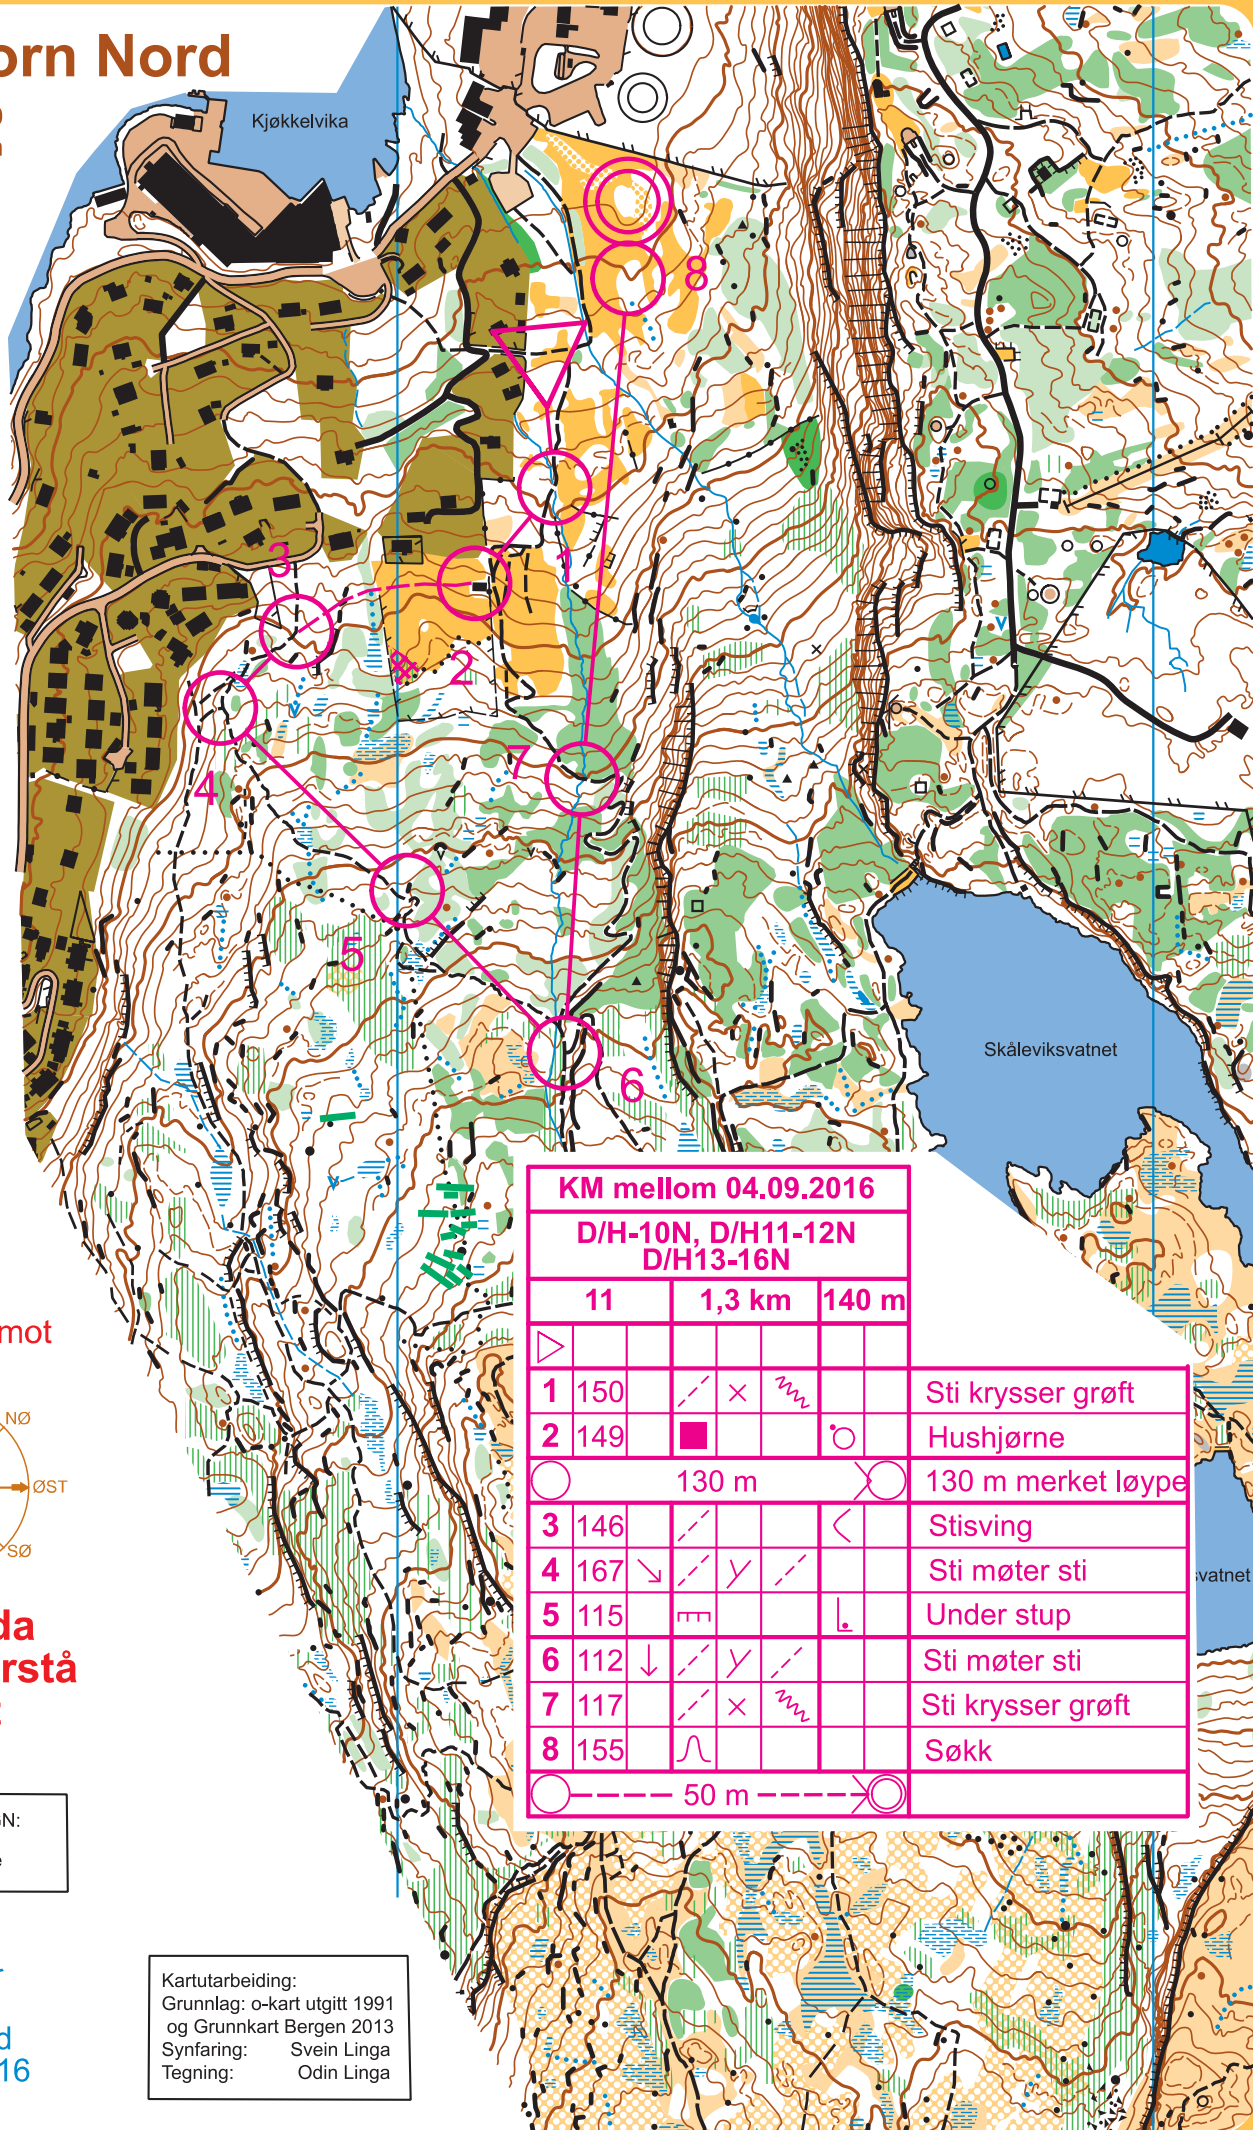 orn Nord
Kjøkkelvika
8
1
3
2
7
4
5
6
Skåleviksvatnet
KM mellom 04.09.2016
D/H-10N, D/H11-12N
D/H13-16N
11 1,3 km 140 m
1 150 Sti krysser grøft
2 149 Hushjørne
130 m 130 m merket løype
3 146 Stisving
4 167 Sti møter sti
5 115 Under stup
6 112 Sti møter sti
7 117 Sti krysser grøft
8 155 Søkk
50 m
mot
NØ
ØST
SØ
vatnet
da
rstå
GN:
e
r
d
16
Kartutarbeiding:
Grunnlag: o-kart utgitt 1991
og Grunnkart Bergen 2013
Synfaring: Svein Linga
Tegning: Odin Linga